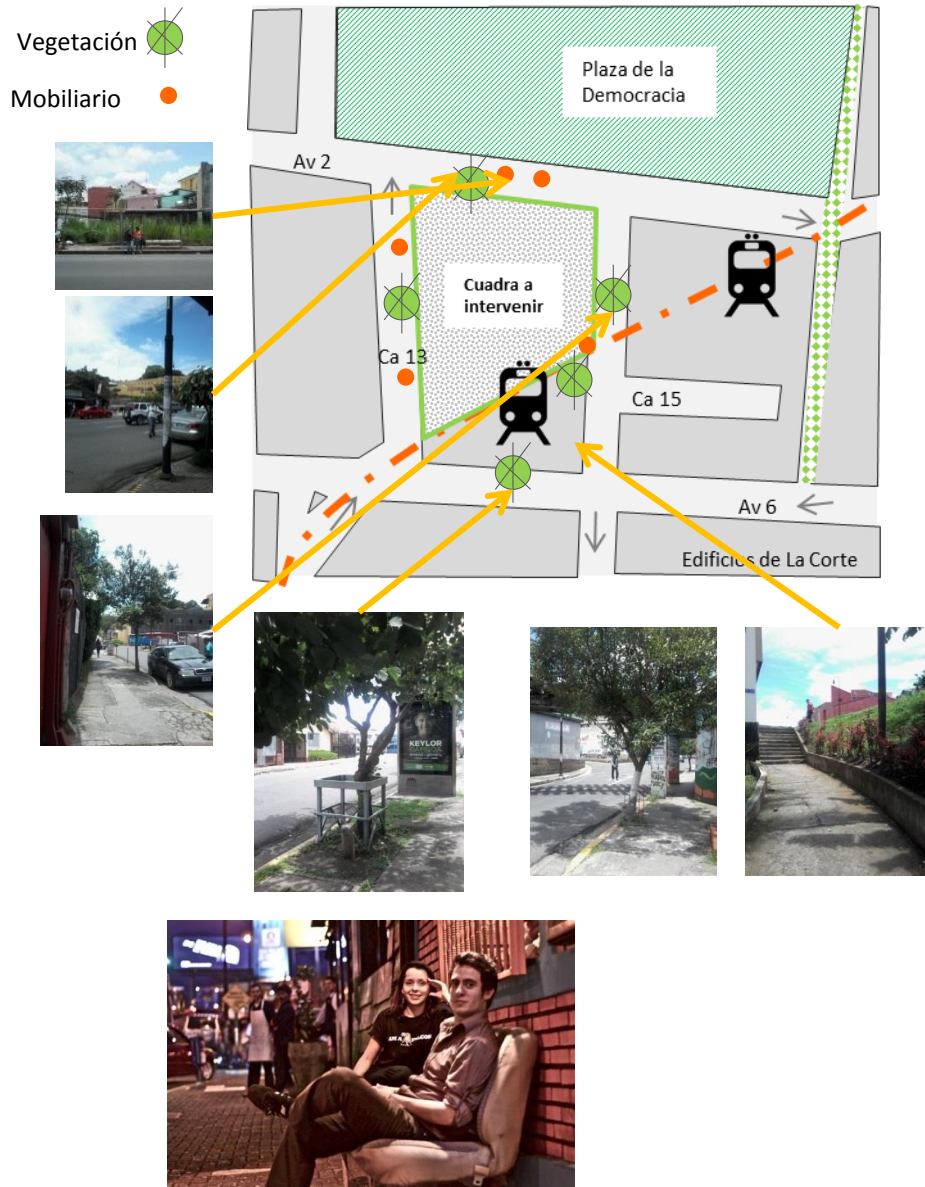 Vegetación
Mobiliario
Plaza de la
Democracia
Av 2
Cuadra a
intervenir
Ca 13
Ca 15
Av 6
Edificios de La Corte
KEYLOR